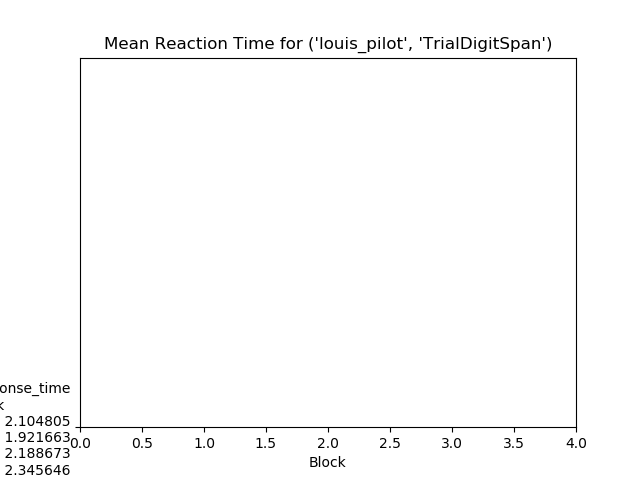 Mean Reaction Time for ('louis_pilot', 'TrialDigitSpan')
onse_time
k
2.104805
1.921663
2.188673
2.345646
0.0 0.5 1.0 1.5 2.0 2.5 3.0 3.5 4.0
Block